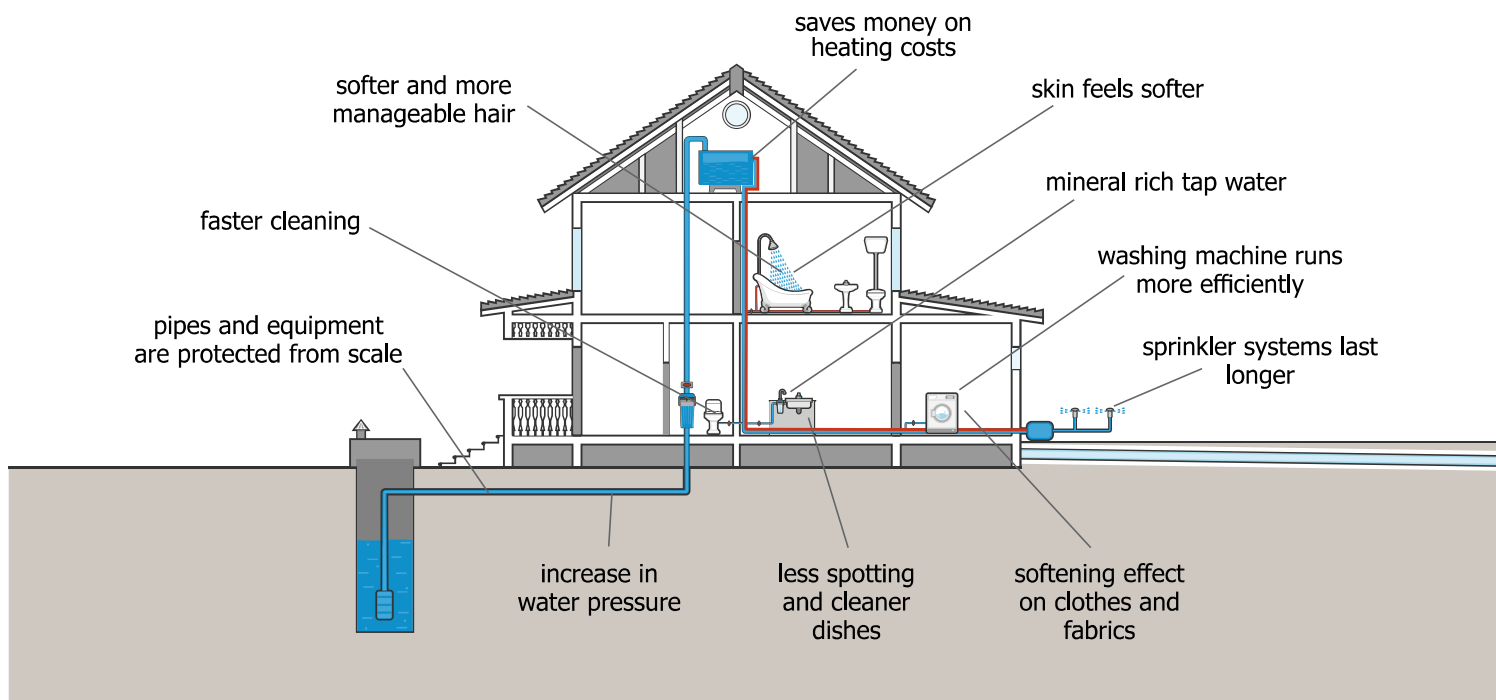 saves money on
heating costs
softer and more
manageable hair
skin feels softer
mineral rich tap water
faster cleaning
washing machine runs
more efficiently
pipes and equipment
are protected from scale
sprinkler systems last
longer
increase in
water pressure
less spotting
and cleaner
dishes
softening effect
on clothes and
fabrics